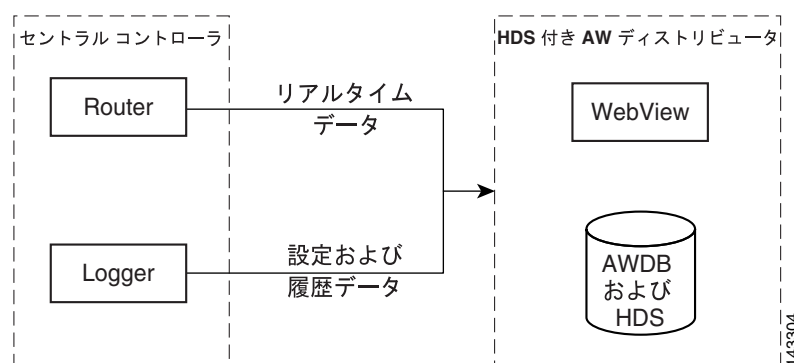 セントラル コントローラ
HDS 付き AW ディストリビュータ
Router
リアルタイム
データ
WebView
Logger
設定および
履歴データ
AWDB
および
HDS
143304